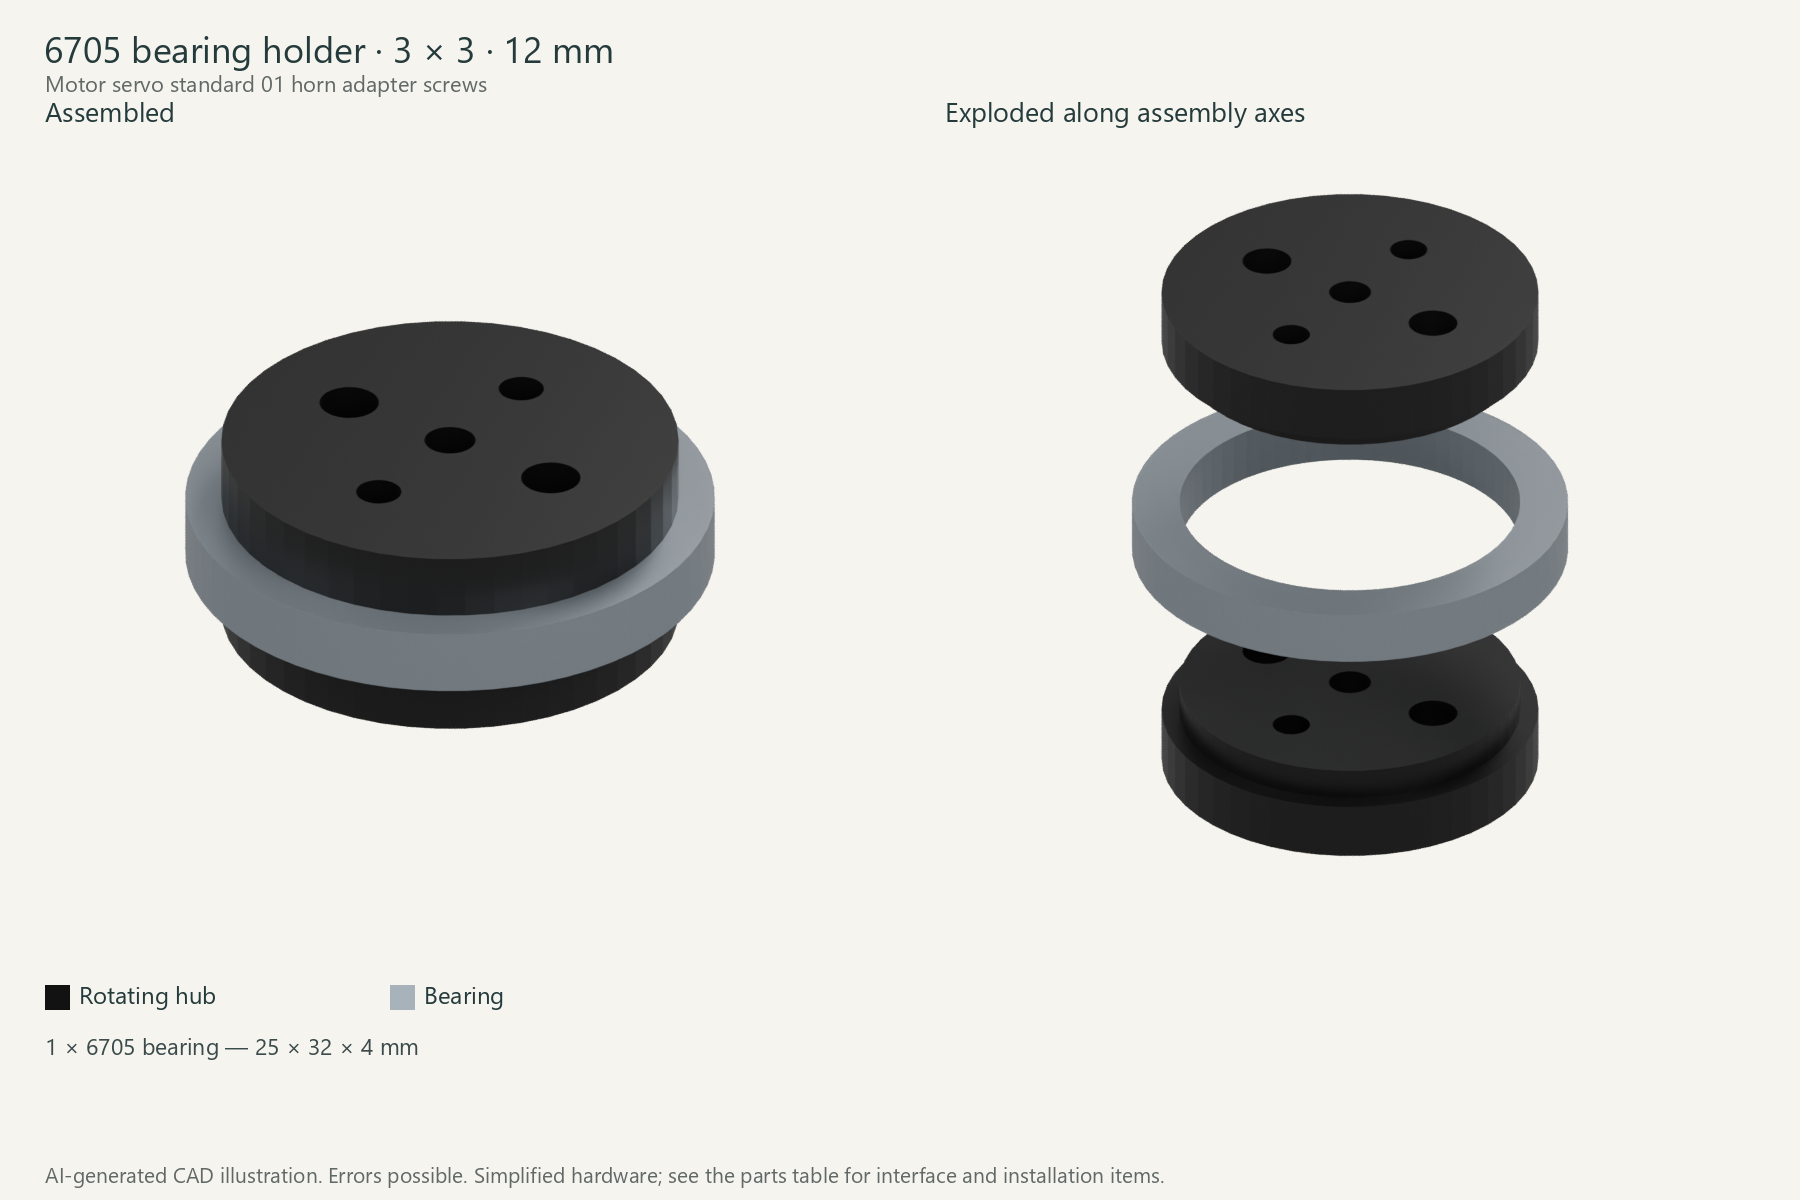 6705 bearing holder · 3 × 3 · 12 mm
Motor servo standard 01 horn adapter screws
Assembled
Exploded along assembly axes
Rotating hub
Bearing
1 × 6705 bearing — 25 × 32 × 4 mm
AI-generated CAD illustration. Errors possible. Simplified hardware; see the parts table for interface and installation items.